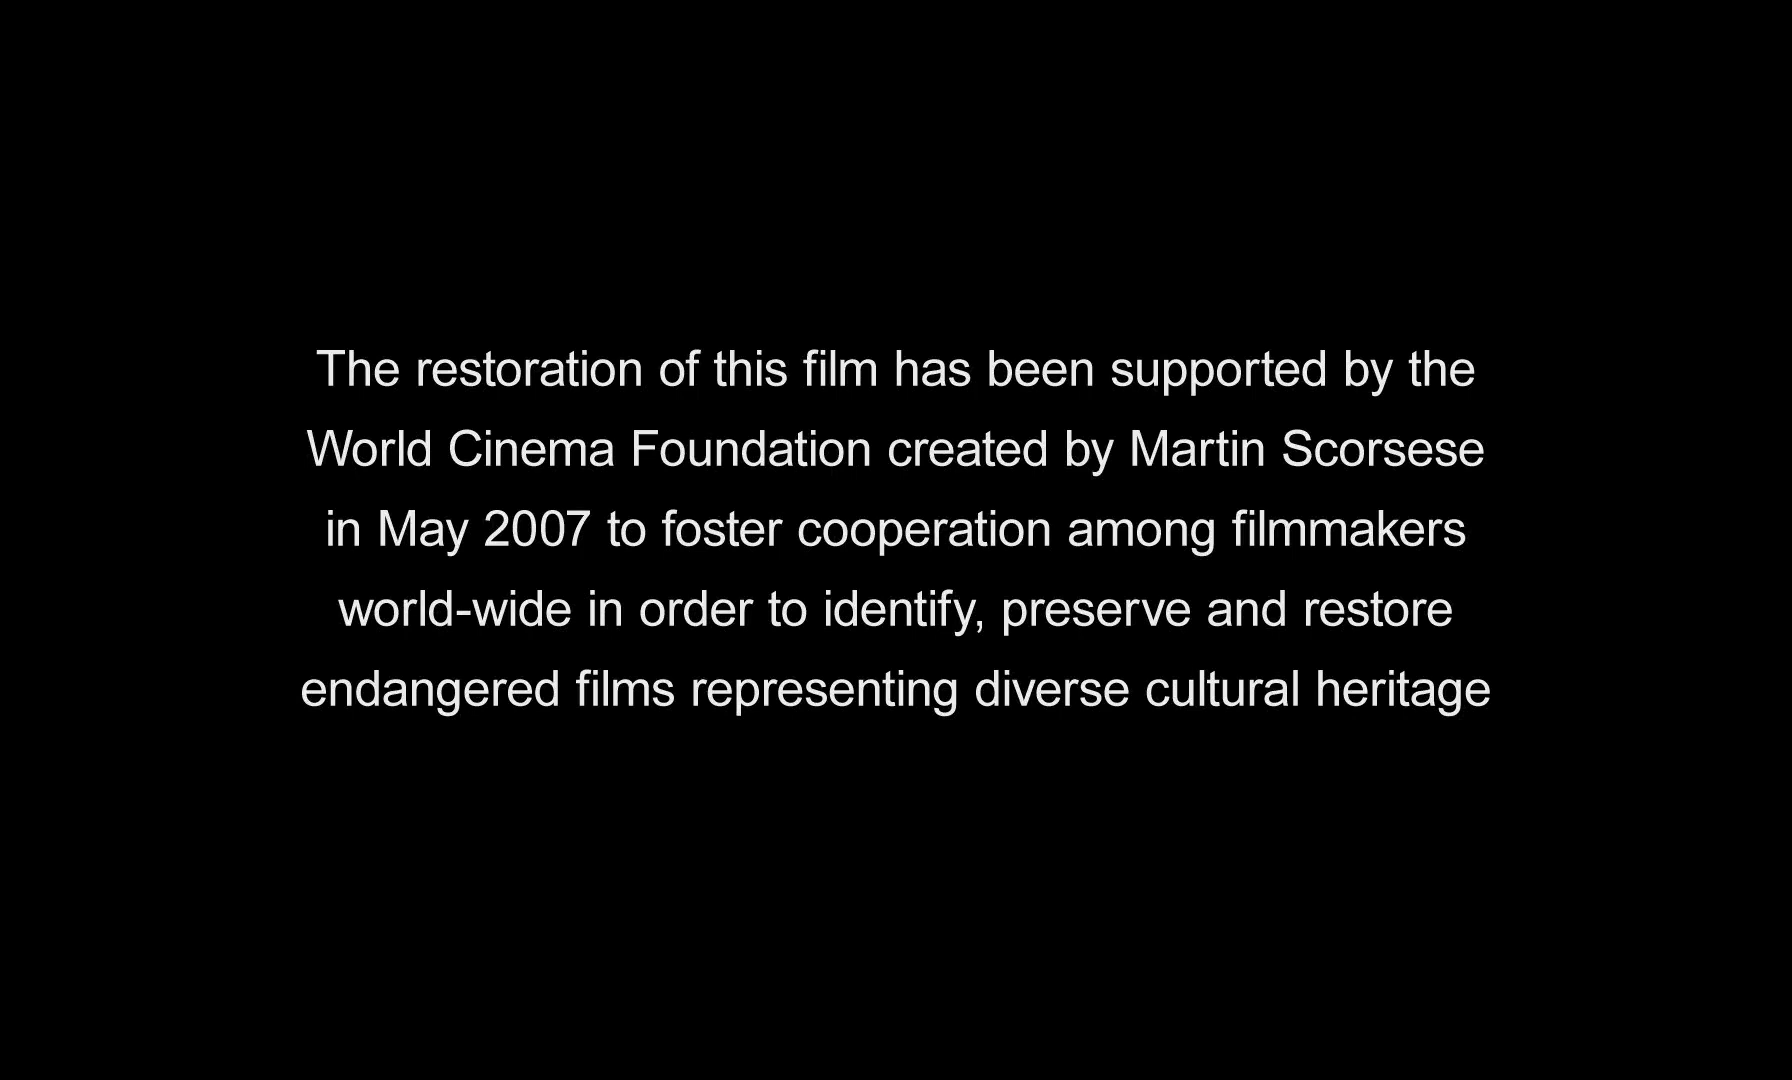 The restoration of this film has been supported by the
World Cinema Foundation created by Martin Scorsese
in May 2007 to foster cooperation among filmmakers
world-wide in order to identify, preserve and restore
endangered films representing diverse cultural heritage